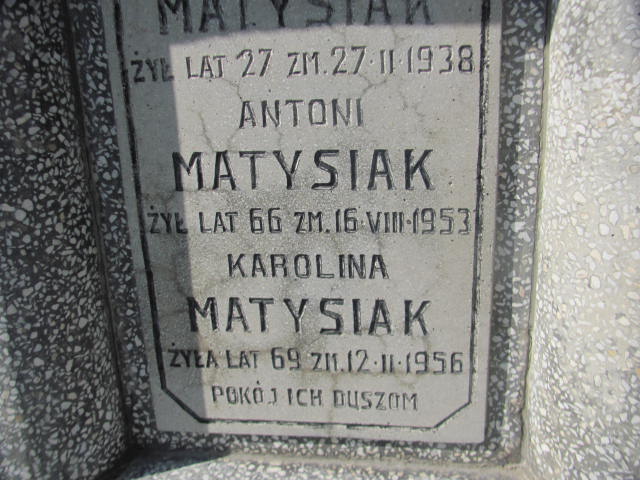 MATYSIAK
ŻYŁ LAT 27 ZM. 27·II·1938
ANTONI
MATYSIAK
ŻYŁ LAT 66 ZM. 16·VIII·1953
KAROLINA
MATYSIAK
ŻYŁA LAT 69 ZM. 12·II·1956
POKÓJ ICH DUSZOM